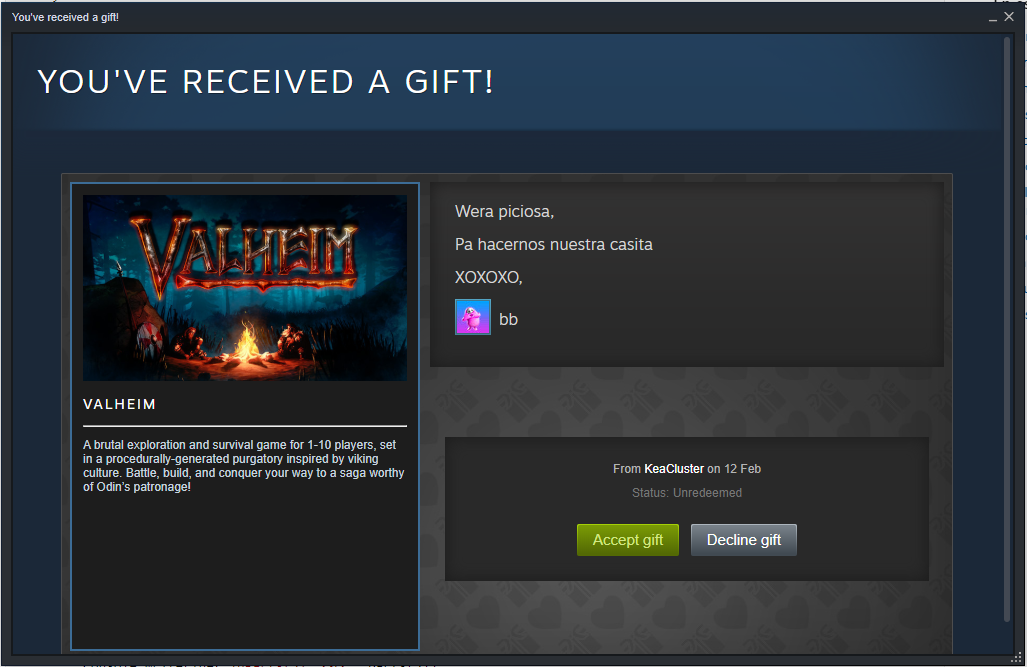 You've received a gift!
YOU'VE RECEIVED A GIFT!
VALHEIM
VALHEIM
A brutal exploration and survival game for 1-10 players, set
in a procedurally-generated purgatory inspired by viking
culture. Battle, build, and conquer your way to a saga worthy
of Odin's patronage!
Wera piciosa,
Pa hacernos nuestra casita
XOXOXO,
bb
From KeaCluster on 12 Feb
Status: Unredeemed
Accept gift
Decline gift